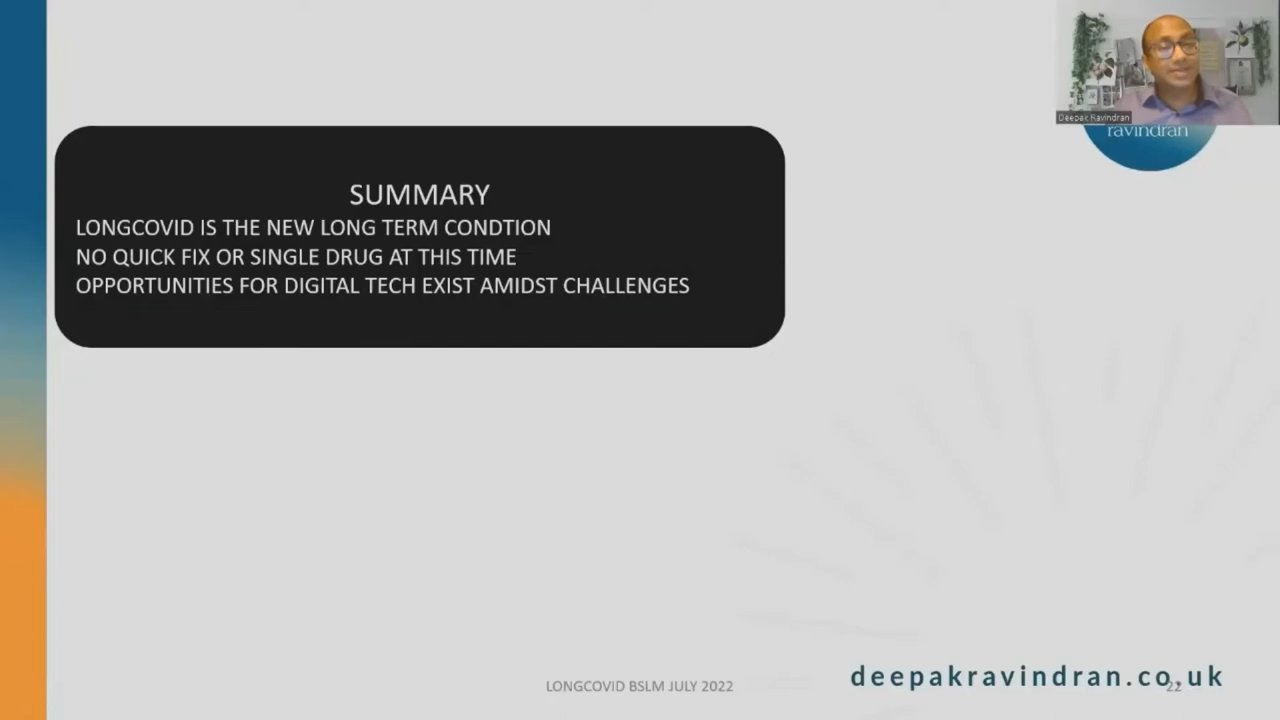 Deepak Ravindran
ravindran
SUMMARY
LONGCOVID IS THE NEW LONG TERM CONDTION
NO QUICK FIX OR SINGLE DRUG AT THIS TIME
OPPORTUNITIES FOR DIGITAL TECH EXIST AMIDST CHALLENGES
LONGCOVID BSLM JULY 2022
deepakravindran.co.uk
22